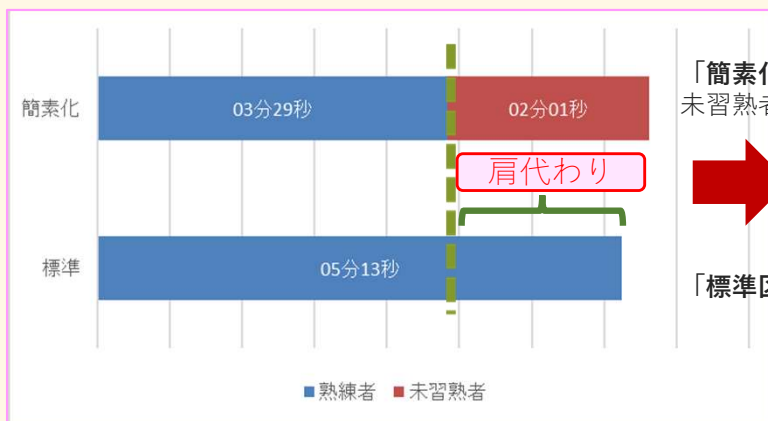 簡素化
03分29秒
02分01秒
「簡素
未習熟
肩代わり
標準
05分13秒
「標準
■熟練者 ■未習熟者